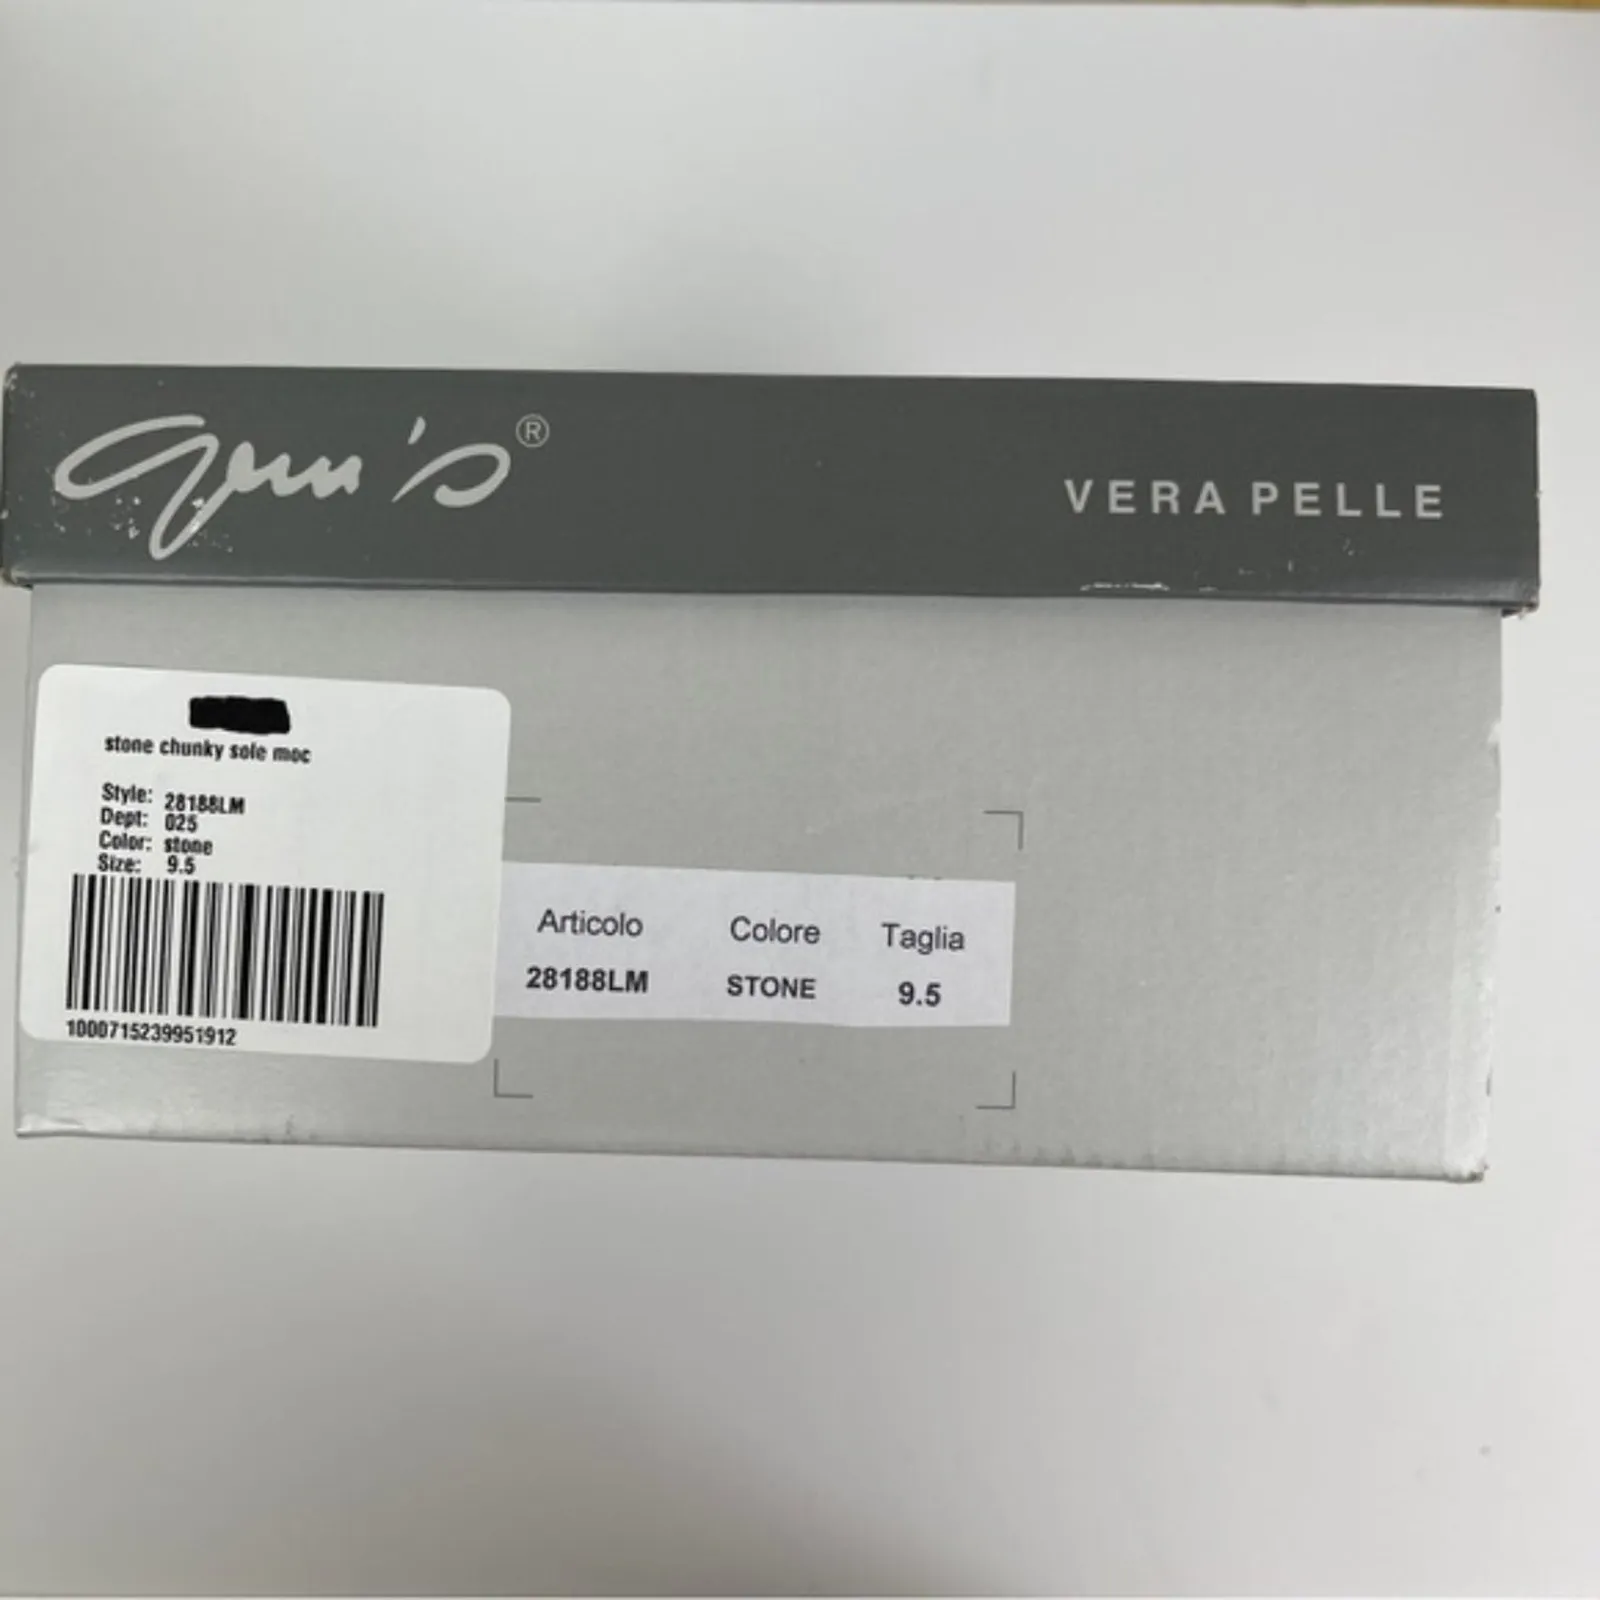 Gem's®
VERA PELLE
stone chunky sole moc
Style: 28188LM
Dept: 025
Color: stone
Size: 9.5
1000715239951912
Articolo Colore Taglia
28188LM STONE 9.5